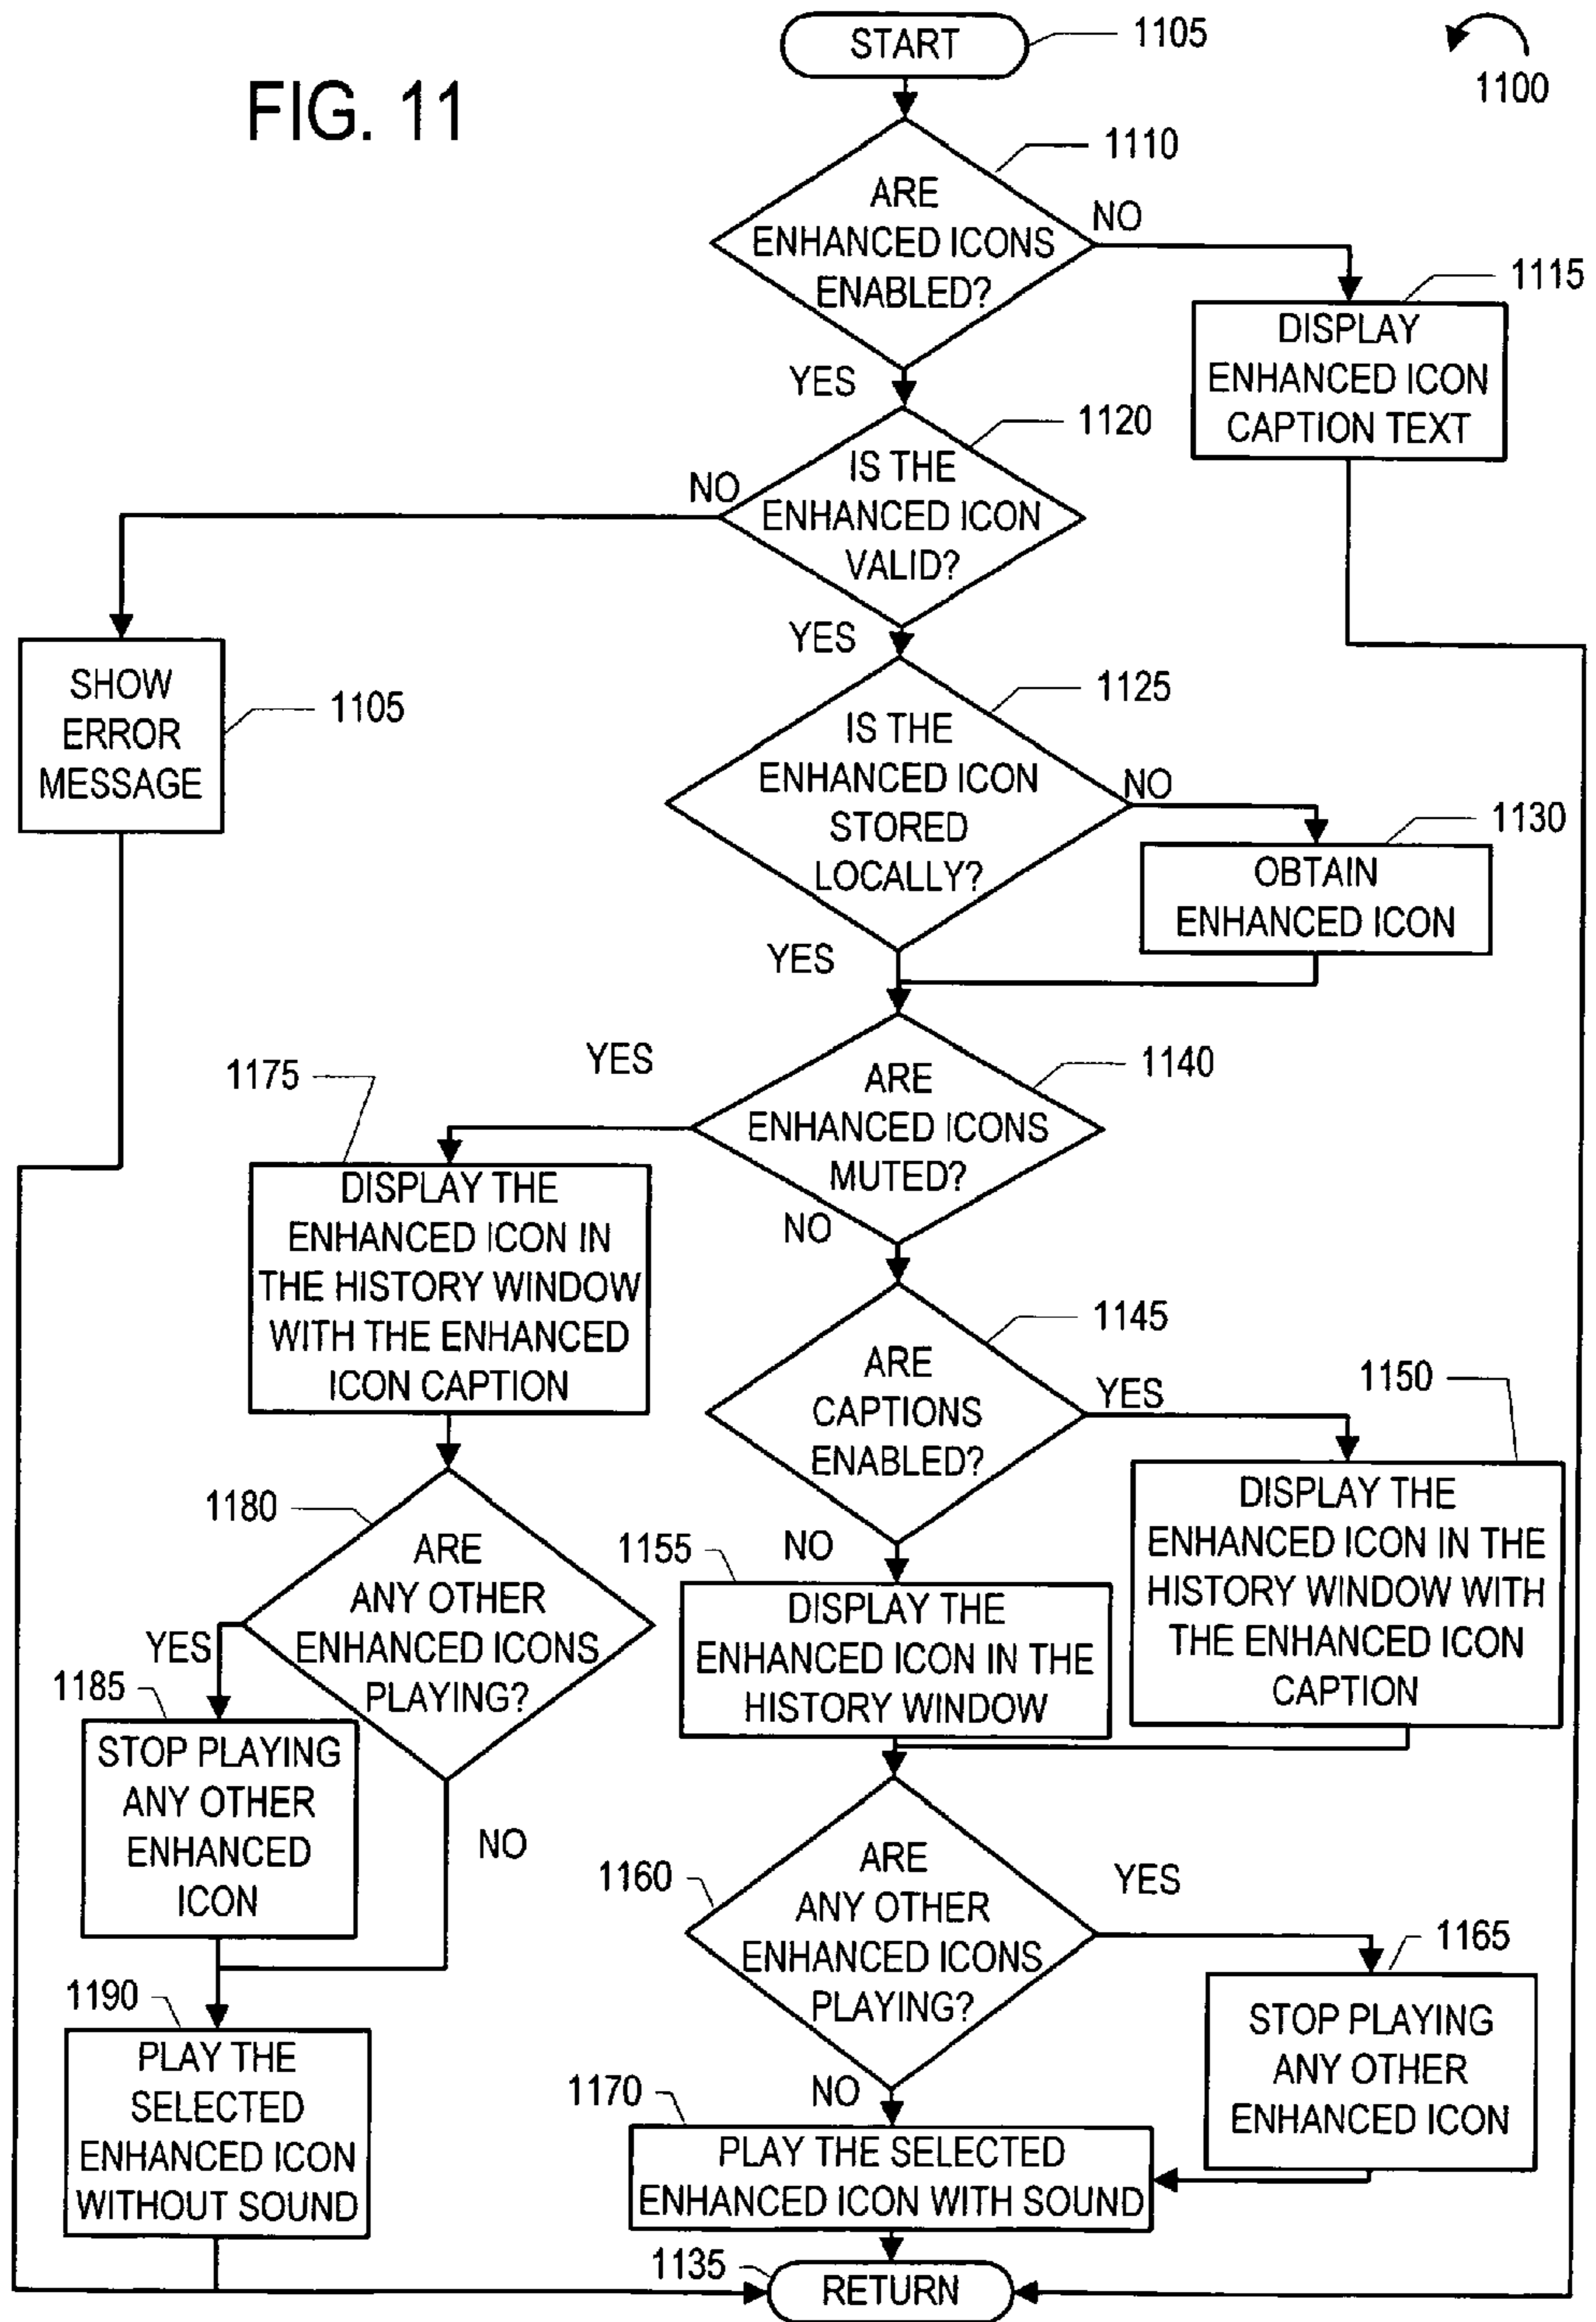 FIG. 11
START
1105
1100
1110
ARE
ENHANCED ICONS
ENABLED?
NO
YES
1115
DISPLAY
ENHANCED ICON
CAPTION TEXT
1120
IS THE
ENHANCED ICON
VALID?
NO
YES
SHOW
ERROR
MESSAGE
1105
1125
IS THE
ENHANCED ICON
STORED
LOCALLY?
NO
YES
1130
OBTAIN
ENHANCED ICON
1140
ARE
ENHANCED ICONS
MUTED?
YES
NO
1175
DISPLAY THE
ENHANCED ICON IN
THE HISTORY WINDOW
WITH THE ENHANCED
ICON CAPTION
1145
ARE
CAPTIONS
ENABLED?
YES
NO
1150
DISPLAY THE
ENHANCED ICON IN THE
HISTORY WINDOW WITH
THE ENHANCED ICON
CAPTION
1155
DISPLAY THE
ENHANCED ICON IN THE
HISTORY WINDOW
1180
ARE
ANY OTHER
ENHANCED ICONS
PLAYING?
YES
NO
1185
STOP PLAYING
ANY OTHER
ENHANCED
ICON
1190
PLAY THE
SELECTED
ENHANCED ICON
WITHOUT SOUND
1160
ARE
ANY OTHER
ENHANCED ICONS
PLAYING?
YES
NO
1165
STOP PLAYING
ANY OTHER
ENHANCED ICON
1170
PLAY THE SELECTED
ENHANCED ICON WITH SOUND
1135
RETURN